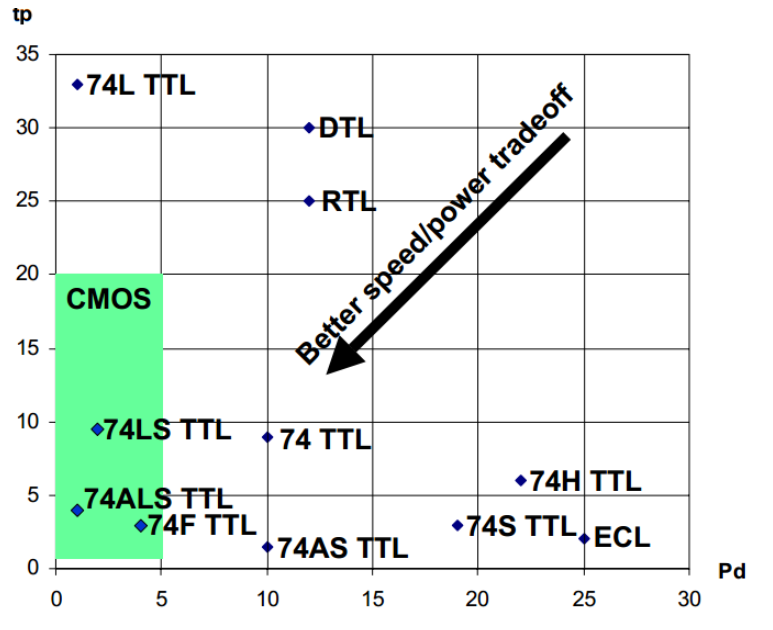 tp
35
74L TTL
30
DTL
Better speed/power tradeoff
25
RTL
20
CMOS
15
10
74LS TTL
74 TTL
74H TTL
5
74ALS TTL
74F TTL
74S TTL
ECL
74AS TTL
0
Pd
0 5 10 15 20 25 30